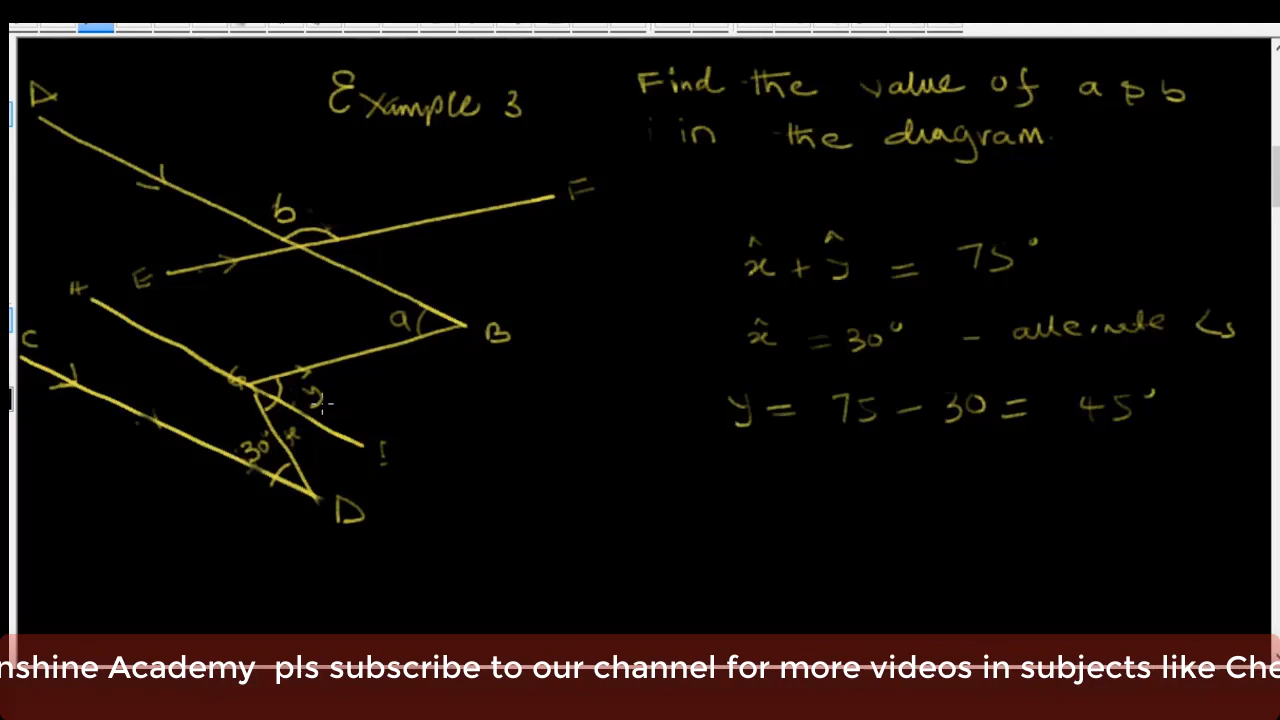 Example 3
Find the value of a p b
in the diagram.
x̂ + ŷ = 75°
x̂ = 30° - alternate <s
y = 75 - 30 = 45°
b
F
E
H
a
B
C
G
y
30°
x
I
D
nshine Academy pls subscribe to our channel for more videos in subjects like Che